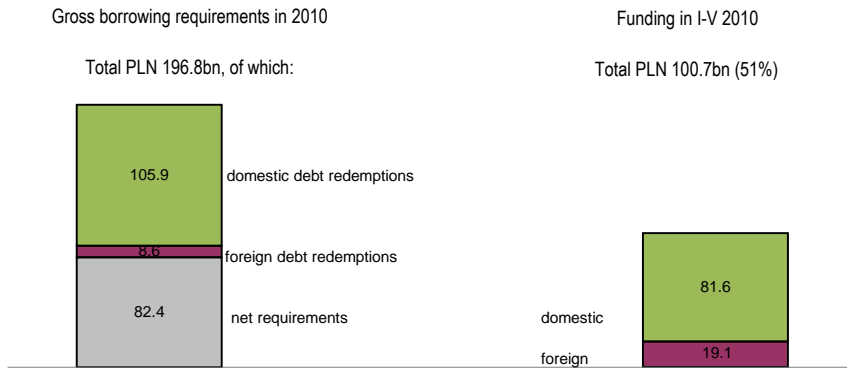 Gross borrowing requirements in 2010
Total PLN 196.8bn, of which:
105.9
domestic debt redemptions
8.6
foreign debt redemptions
82.4
net requirements
Funding in I-V 2010
Total PLN 100.7bn (51%)
81.6
domestic
19.1
foreign